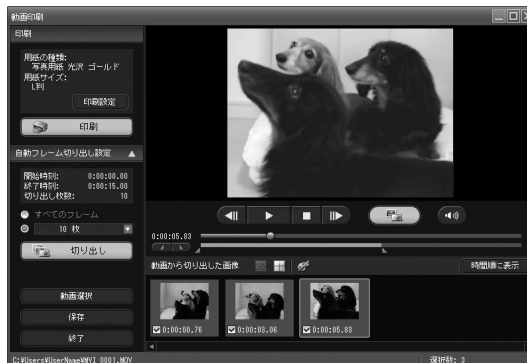 動画印刷
印刷
用紙の種類:
写真用紙 光沢 ゴールド
用紙サイズ:
L判
印刷設定
印刷
自動フレーム切り出し設定
開始時刻: 0:00:00.00
終了時刻: 0:00:15.00
切り出し枚数: 10
すべてのフレーム
10 枚
切り出し
動画選択
保存
終了
0:00:05.83
動画から切り出した画像
時間順に表示
0:00:00.76
0:00:03.06
0:00:05.83
C:¥Users¥UserName¥MVI_0001.MOV
選択数: 3